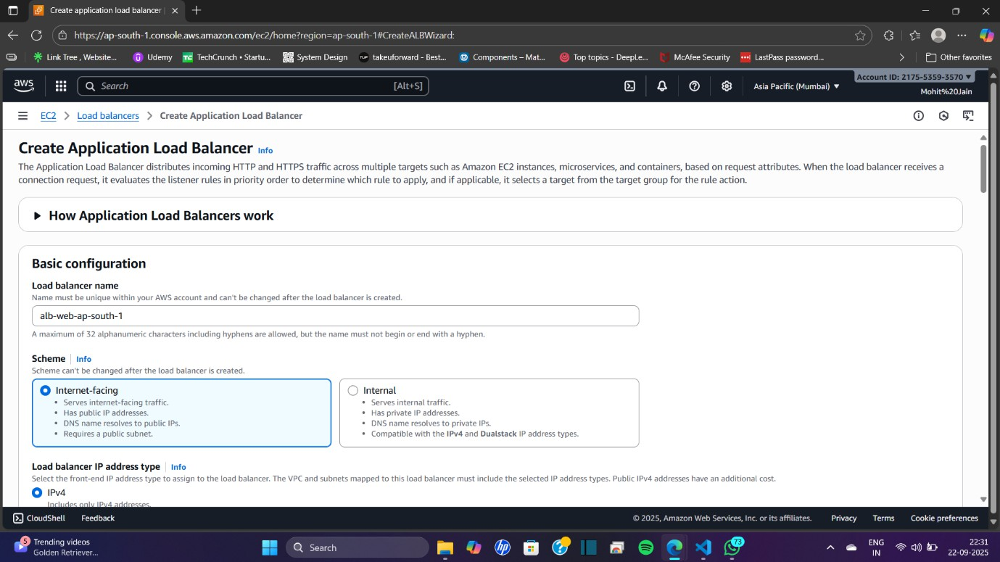 Create application load balancer |
https://ap-south-1.console.aws.amazon.com/ec2/home?region=ap-south-1#CreateALBWizard:
Link Tree , Website...
Udemy
TechCrunch • Startu...
System Design
takeuforward - Best...
Components – Mat...
Top topics - DeepLe...
McAfee Security
LastPass password...
Other favorites
aws
Search
[Alt+S]
Asia Pacific (Mumbai)
Account ID: 2175-5359-3570
Mohit%20Jain
EC2
Load balancers
Create Application Load Balancer
Create Application Load Balancer Info
The Application Load Balancer distributes incoming HTTP and HTTPS traffic across multiple targets such as Amazon EC2 instances, microservices, and containers, based on request attributes. When the load balancer receives a
connection request, it evaluates the listener rules in priority order to determine which rule to apply, and if applicable, it selects a target from the target group for the rule action.
How Application Load Balancers work
Basic configuration
Load balancer name
Name must be unique within your AWS account and can't be changed after the load balancer is created.
alb-web-ap-south-1
A maximum of 32 alphanumeric characters including hyphens are allowed, but the name must not begin or end with a hyphen.
Scheme | Info
Scheme can't be changed after the load balancer is created.
Internet-facing
• Serves internet-facing traffic.
• Has public IP addresses.
• DNS name resolves to public IPs.
• Requires a public subnet.
Internal
• Serves internal traffic.
• Has private IP addresses.
• DNS name resolves to private IPs.
• Compatible with the IPv4 and Dualstack IP address types.
Load balancer IP address type | Info
Select the front-end IP address type to assign to the load balancer. The VPC and subnets mapped to this load balancer must include the selected IP address types. Public IPv4 addresses have an additional cost.
IPv4
Includes only IPv4 addresses.
CloudShell
Feedback
© 2025, Amazon Web Services, Inc. or its affiliates.
Privacy
Terms
Cookie preferences
5
Trending videos
Golden Retriever...
Search
hp
73
ENG
IN
22:31
22-09-2025